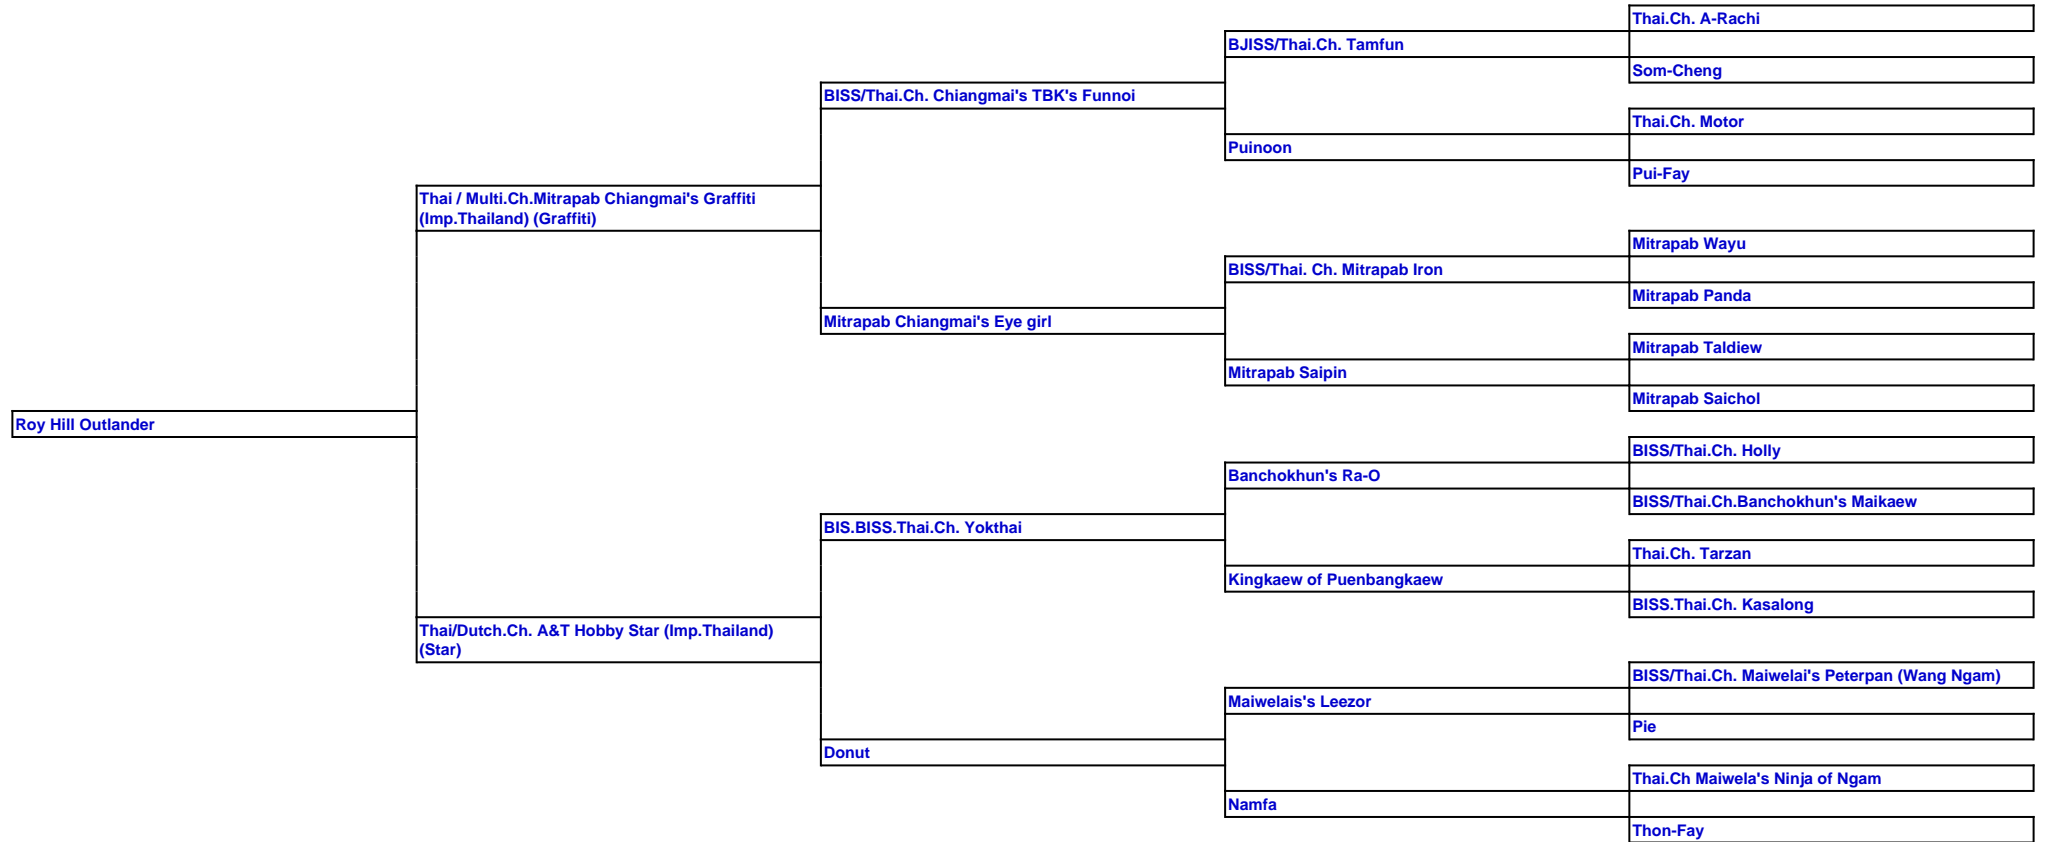 Thai.Ch. A-Rachi
BJISS/Thai.Ch. Tamfun
Som-Cheng
BISS/Thai.Ch. Chiangmai's TBK's Funnoi
Thai.Ch. Motor
Puinoon
Pui-Fay
Thai / Multi.Ch.Mitrapab Chiangmai's Graffiti
(Imp.Thailand) (Graffiti)
Mitrapab Wayu
BISS/Thai. Ch. Mitrapab Iron
Mitrapab Panda
Mitrapab Chiangmai's Eye girl
Mitrapab Taldiew
Mitrapab Saipin
Mitrapab Saichol
Roy Hill Outlander
BISS/Thai.Ch. Holly
Banchokhun's Ra-O
BISS/Thai.Ch.Banchokhun's Maikaew
BIS.BISS.Thai.Ch. Yokthai
Thai.Ch. Tarzan
Kingkaew of Puenbangkaew
BISS.Thai.Ch. Kasalong
Thai/Dutch.Ch. A&T Hobby Star (Imp.Thailand)
(Star)
BISS/Thai.Ch. Maiwelai's Peterpan (Wang Ngam)
Maiwelais's Leezor
Pie
Donut
Thai.Ch Maiwela's Ninja of Ngam
Namfa
Thon-Fay